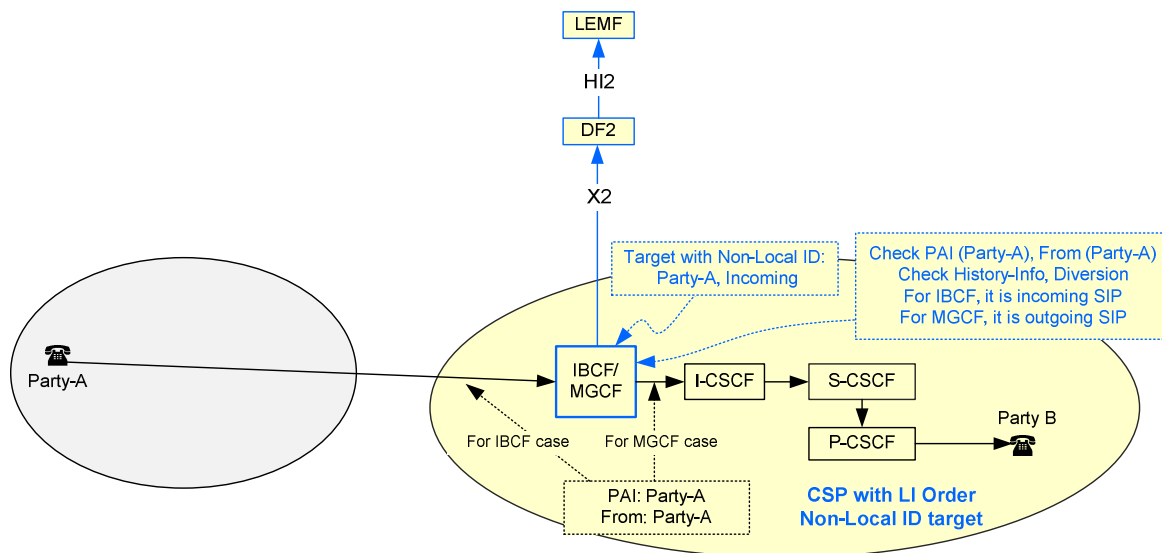 LEMF
HI2
DF2
X2
Target with Non-Local ID:
Party-A, Incoming
Check PAI (Party-A), From (Party-A)
Check History-Info, Diversion
For IBCF, it is incoming SIP
For MGCF, it is outgoing SIP
Party-A
IBCF/
MGCF
I-CSCF
S-CSCF
P-CSCF
Party B
For IBCF case
For MGCF case
PAI: Party-A
From: Party-A
CSP with LI Order
Non-Local ID target